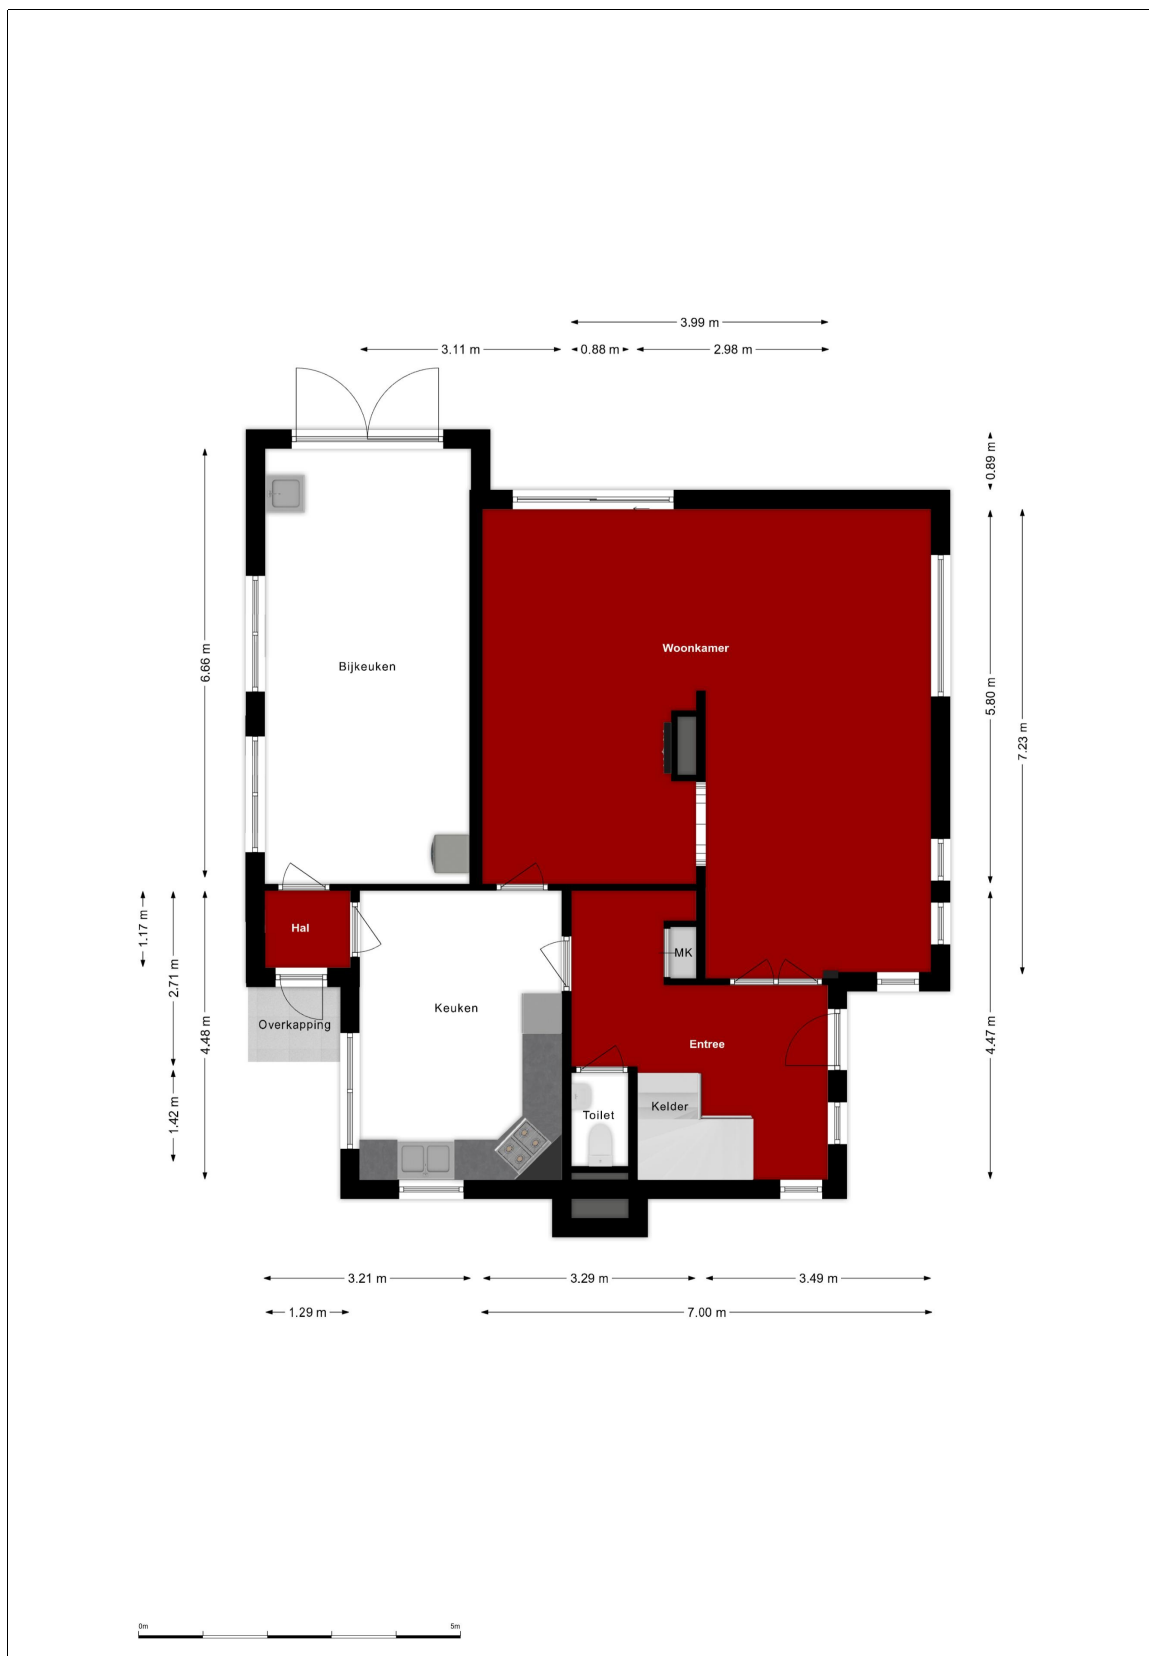 3.99 m
3.11 m
0.88 m
2.98 m
0.89 m
6.66 m
Bijkeuken
Woonkamer
5.80 m
7.23 m
1.17 m
2.71 m
4.48 m
1.42 m
Hal
MK
Overkapping
Keuken
Entree
4.47 m
Toilet
Kelder
3.21 m
3.29 m
3.49 m
1.29 m
7.00 m
0m
5m